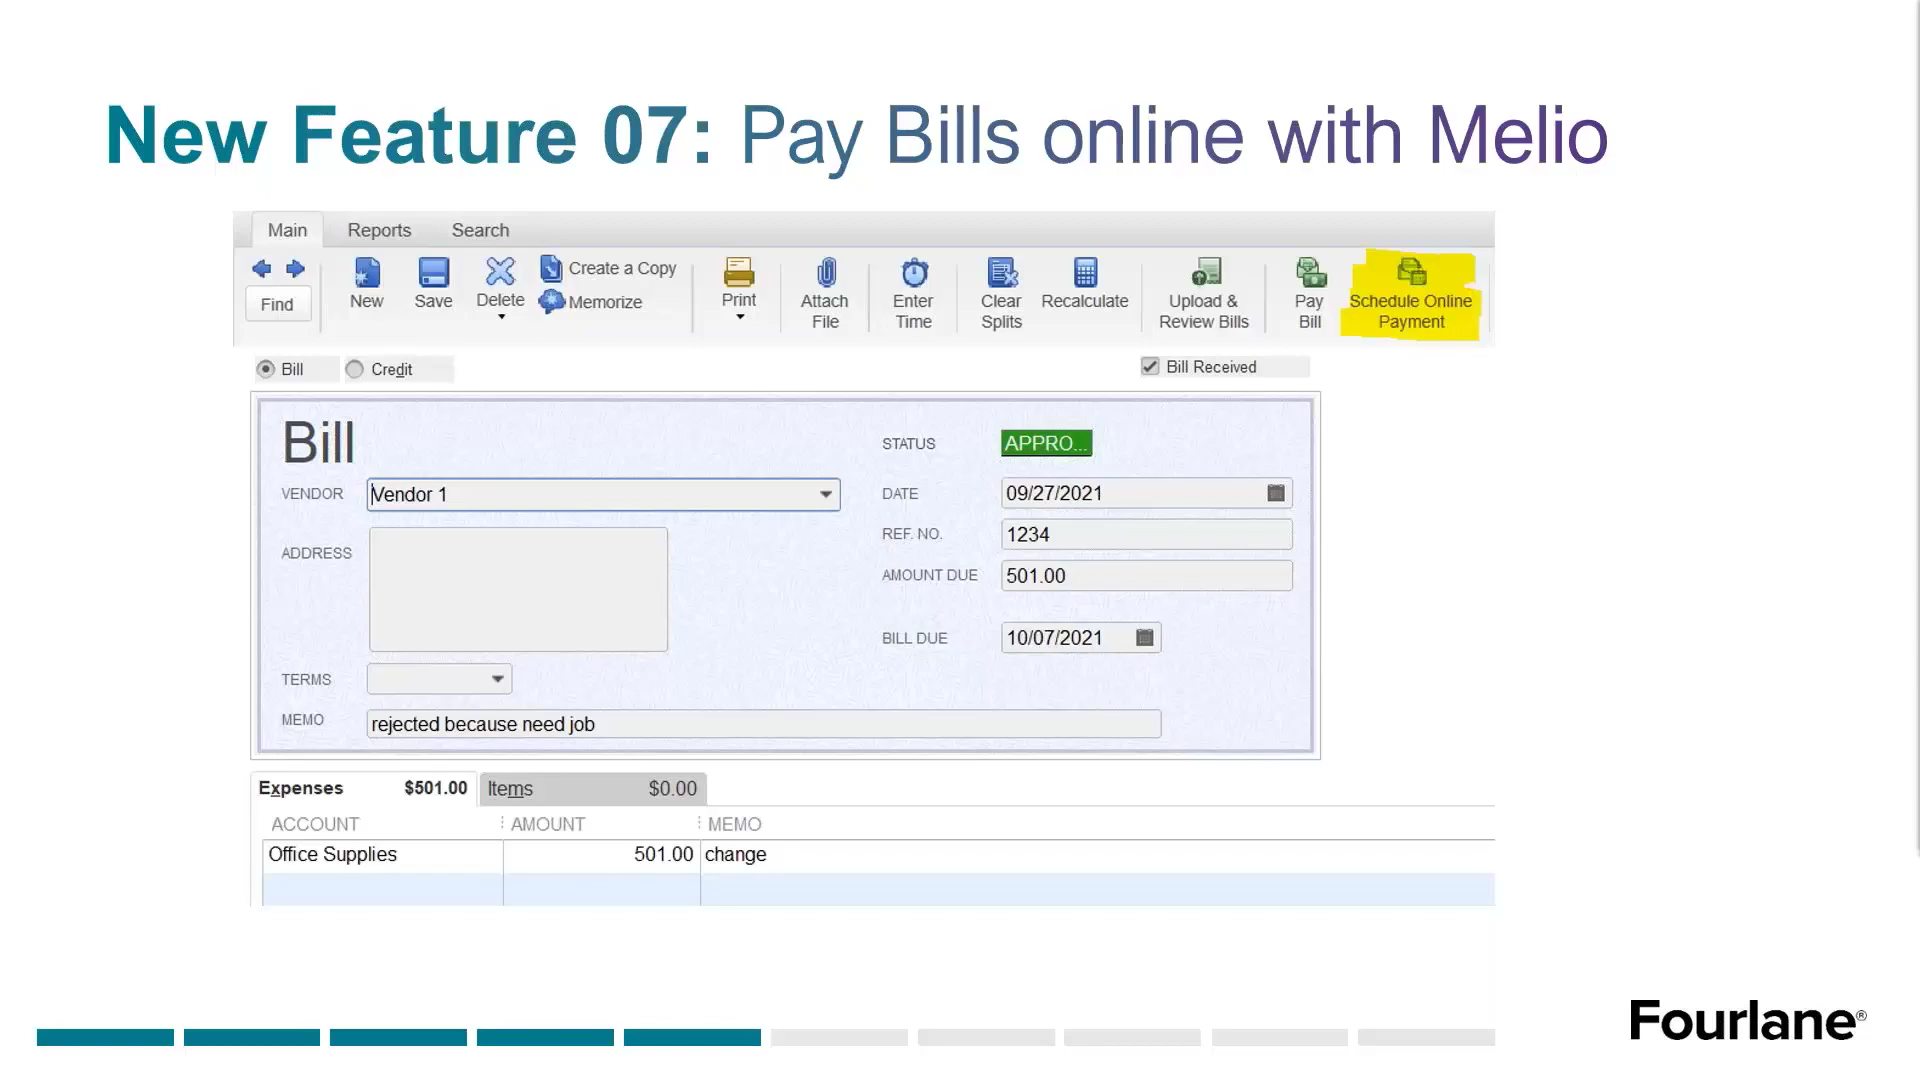 New Feature 07: Pay Bills online with Melio
Main Reports Search
Find
New
Save
Delete
Create a Copy
Memorize
Print
Attach
File
Enter
Time
Clear
Splits
Recalculate
Upload &
Review Bills
Pay
Bill
Schedule Online
Payment
Bill Credit
Bill Received
Bill
STATUS APPRO...
VENDOR Vendor 1
DATE 09/27/2021
REF. NO. 1234
ADDRESS
AMOUNT DUE 501.00
BILL DUE 10/07/2021
TERMS
MEMO rejected because need job
Expenses $501.00 Items $0.00
ACCOUNT AMOUNT MEMO
Office Supplies 501.00 change
Fourlane®